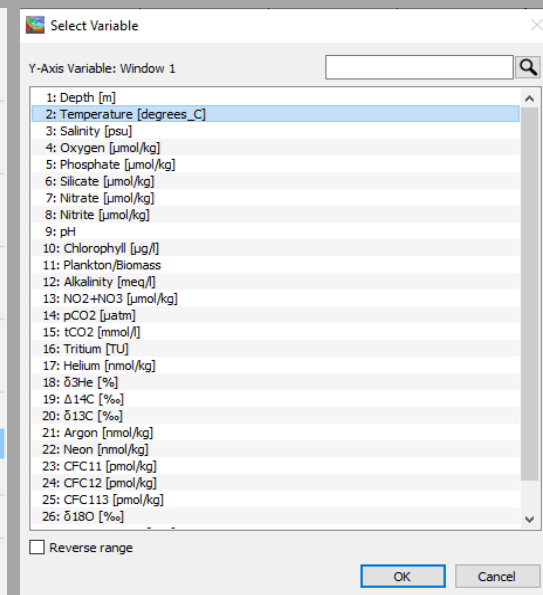 Select Variable
Y-Axis Variable: Window 1
1: Depth [m]
2: Temperature [degrees_C]
3: Salinity [psu]
4: Oxygen [µmol/kg]
5: Phosphate [µmol/kg]
6: Silicate [µmol/kg]
7: Nitrate [µmol/kg]
8: Nitrite [µmol/kg]
9: pH
10: Chlorophyll [µg/l]
11: Plankton/Biomass
12: Alkalinity [meq/l]
13: NO2+NO3 [µmol/kg]
14: pCO2 [µatm]
15: tCO2 [mmol/l]
16: Tritium [TU]
17: Helium [nmol/kg]
18: δ3He [%]
19: Δ14C [‰]
20: δ13C [‰]
21: Argon [nmol/kg]
22: Neon [nmol/kg]
23: CFC11 [pmol/kg]
24: CFC12 [pmol/kg]
25: CFC113 [pmol/kg]
26: δ18O [‰]
Reverse range
OK Cancel